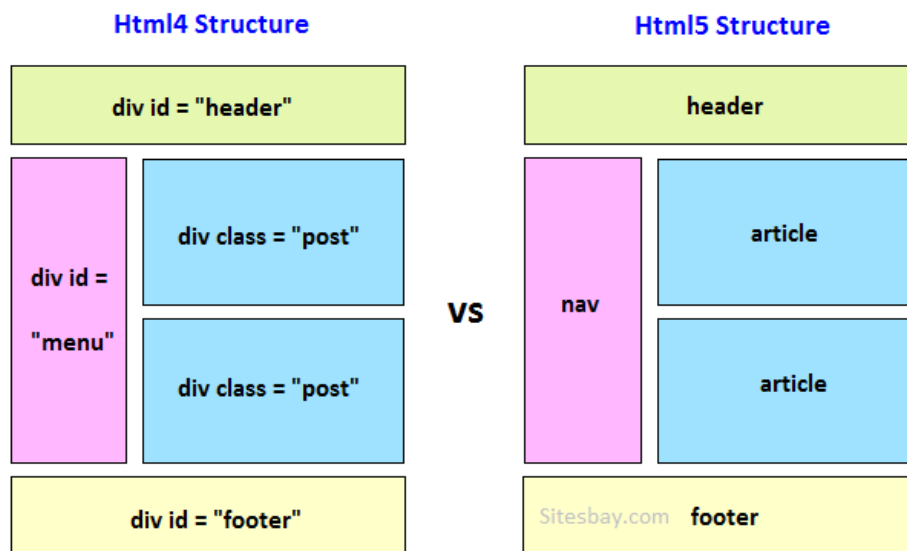 Html4 Structure
Html5 Structure
div id = "header"
header
div id =
"menu"
div class = "post"
div class = "post"
vs
nav
article
article
div id = "footer"
Sitesbay.com footer